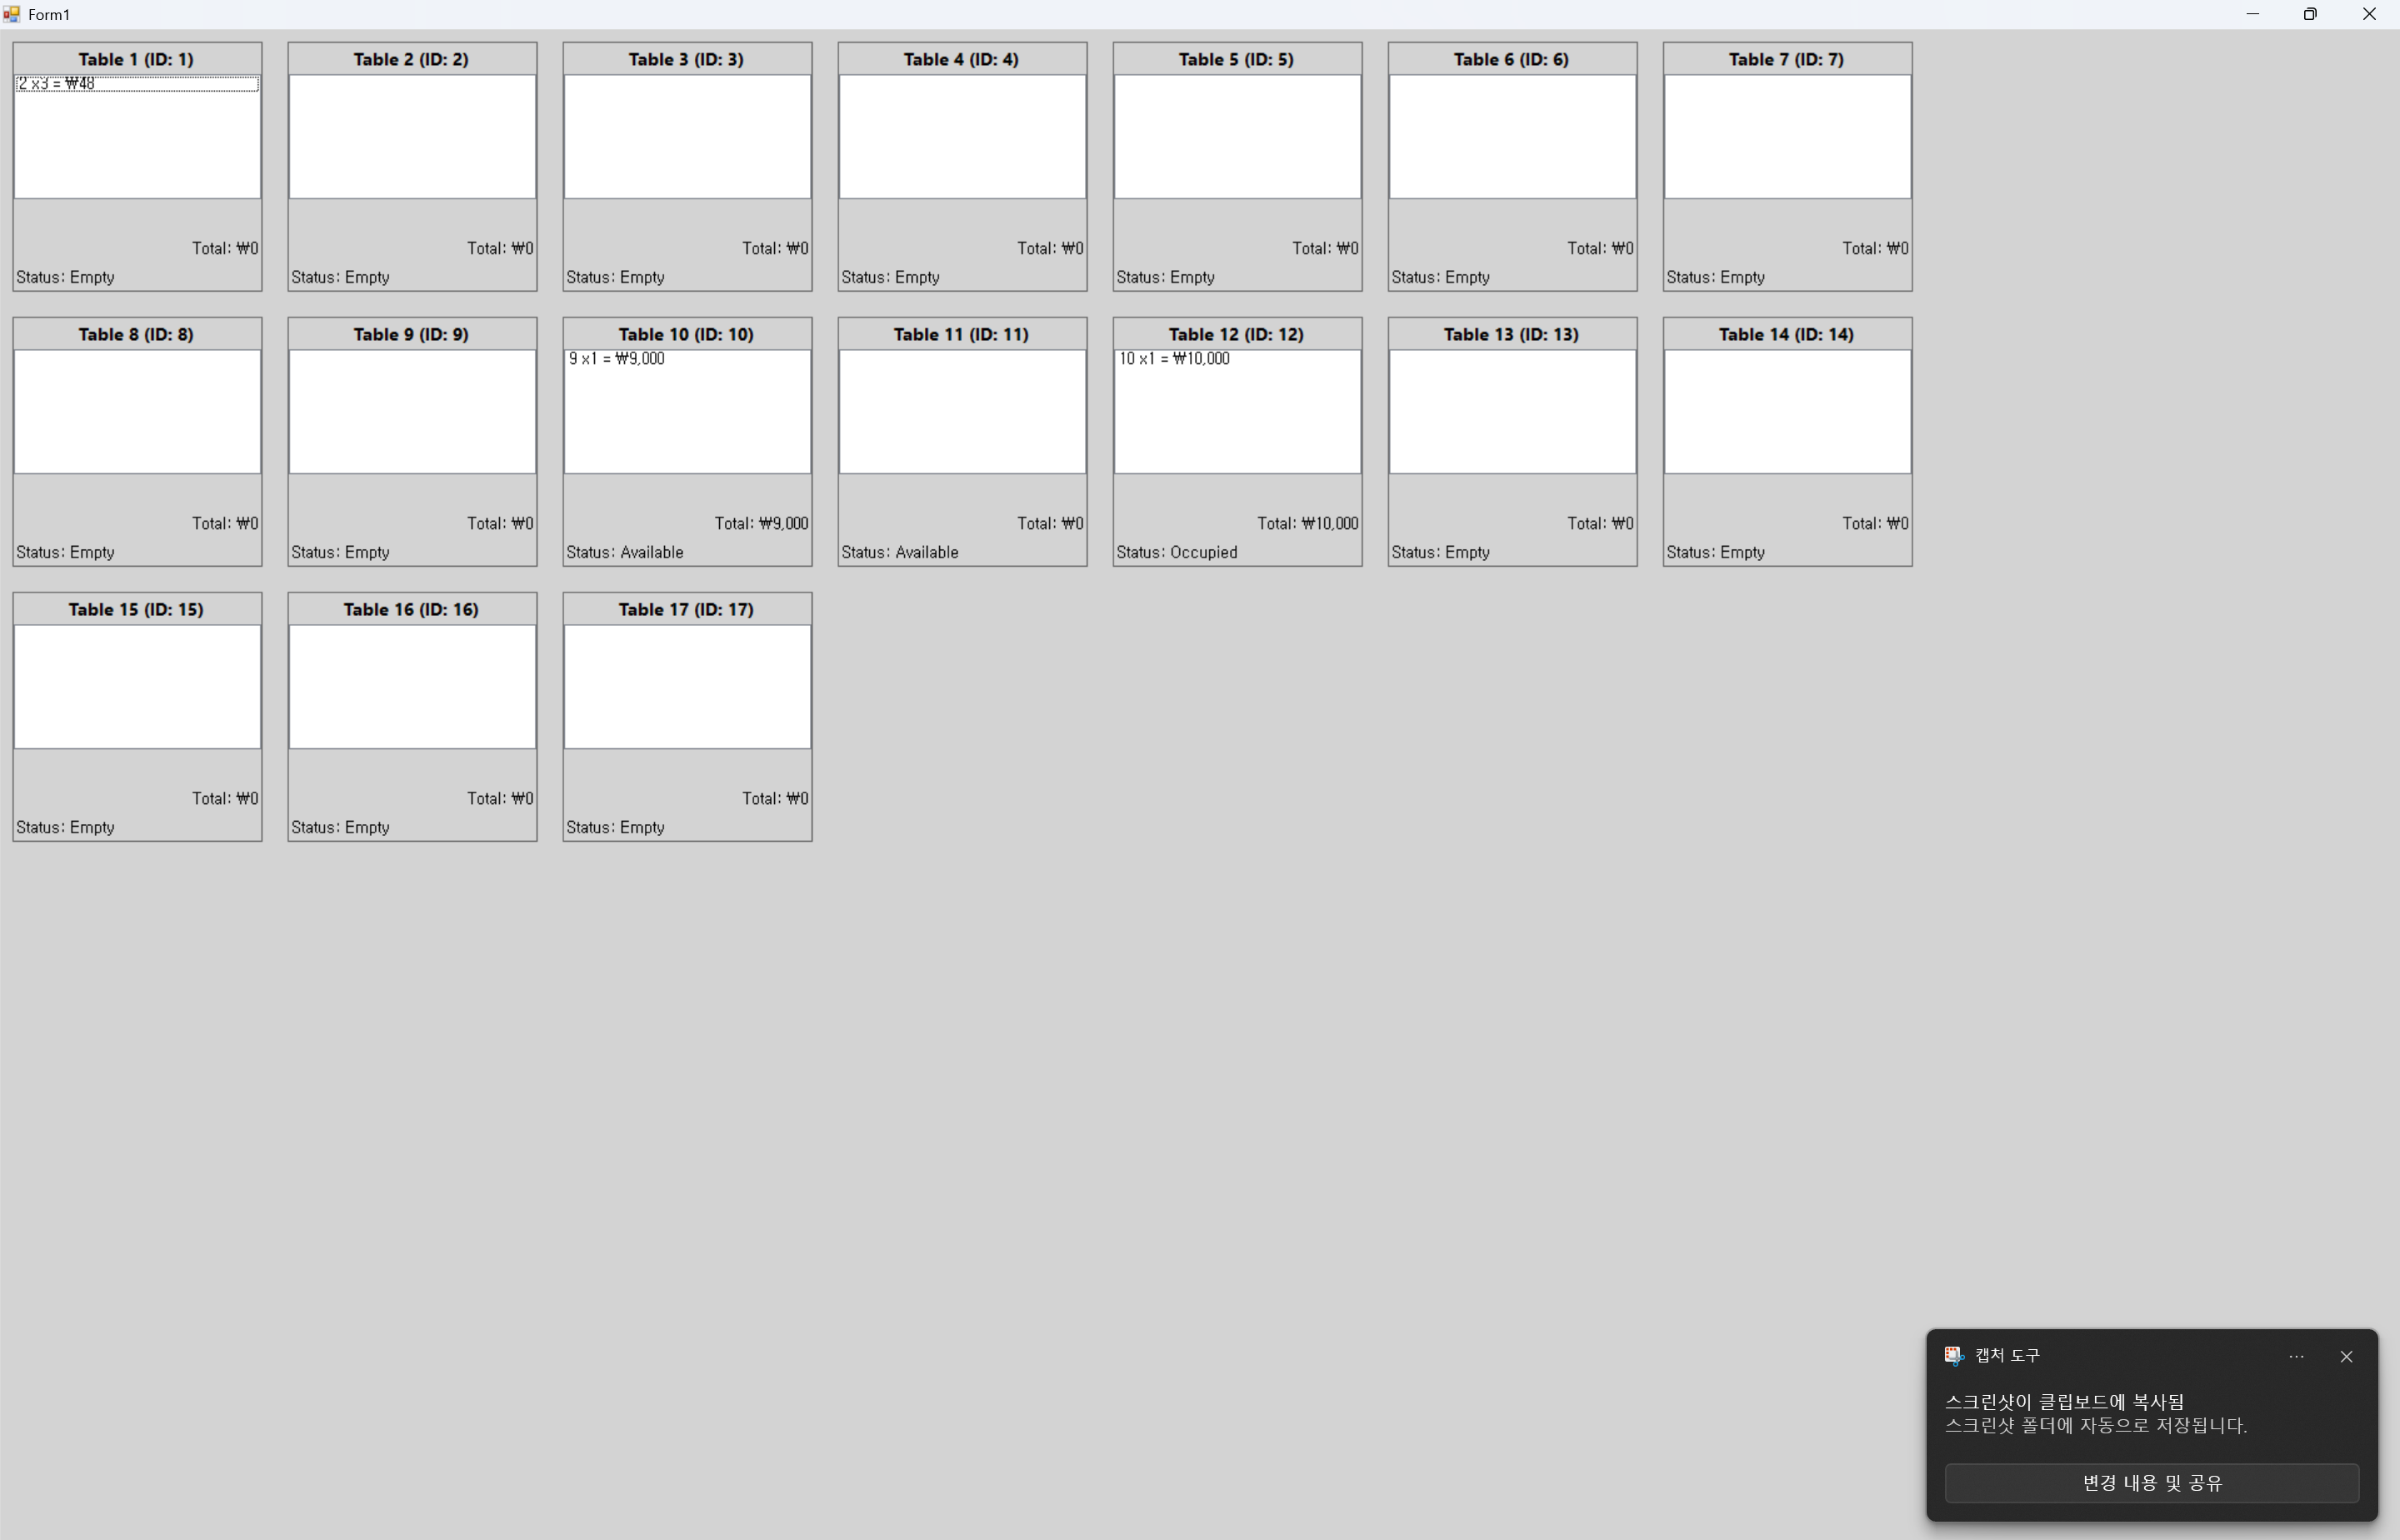 Form1
Table 1 (ID: 1)
2 x3 = ₩48
Total: ₩0
Status: Empty
Table 2 (ID: 2)
Total: ₩0
Status: Empty
Table 3 (ID: 3)
Total: ₩0
Status: Empty
Table 4 (ID: 4)
Total: ₩0
Status: Empty
Table 5 (ID: 5)
Total: ₩0
Status: Empty
Table 6 (ID: 6)
Total: ₩0
Status: Empty
Table 7 (ID: 7)
Total: ₩0
Status: Empty
Table 8 (ID: 8)
Total: ₩0
Status: Empty
Table 9 (ID: 9)
Total: ₩0
Status: Empty
Table 10 (ID: 10)
9 x1 = ₩9,000
Total: ₩9,000
Status: Available
Table 11 (ID: 11)
Total: ₩0
Status: Available
Table 12 (ID: 12)
10 x1 = ₩10,000
Total: ₩10,000
Status: Occupied
Table 13 (ID: 13)
Total: ₩0
Status: Empty
Table 14 (ID: 14)
Total: ₩0
Status: Empty
Table 15 (ID: 15)
Total: ₩0
Status: Empty
Table 16 (ID: 16)
Total: ₩0
Status: Empty
Table 17 (ID: 17)
Total: ₩0
Status: Empty
캡처 도구
스크린샷이 클립보드에 복사됨
스크린샷 폴더에 자동으로 저장됩니다.
변경 내용 및 공유